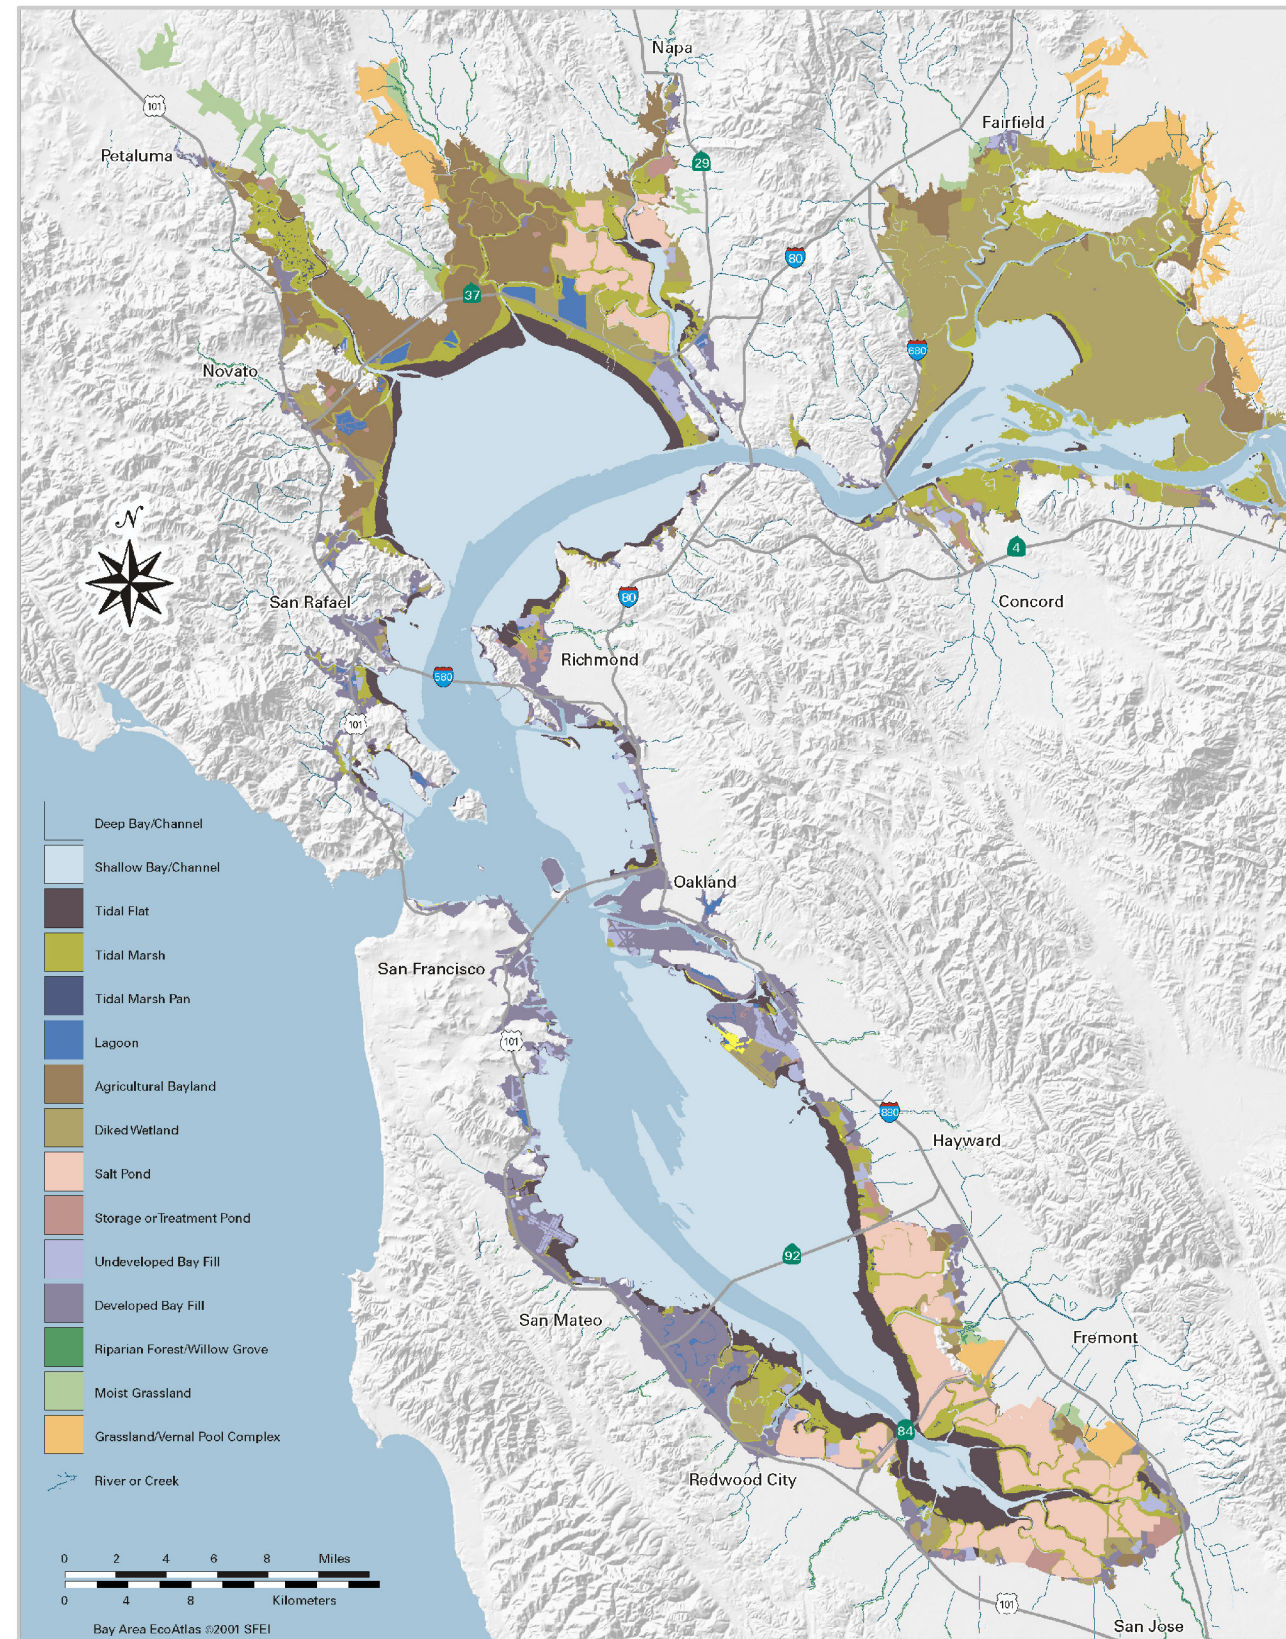 Napa
101
Fairfield
Petaluma
29
80
37
680
Novato
N
4
80
San Rafael
Concord
Richmond
580
101
Deep Bay/Channel
Shallow Bay/Channel
Oakland
Tidal Flat
Tidal Marsh
San Francisco
Tidal Marsh Pan
Lagoon
101
Agricultural Bayland
880
Diked Wetland
Hayward
Salt Pond
Storage or Treatment Pond
Undeveloped Bay Fill
92
Developed Bay Fill
San Mateo
Fremont
Riparian Forest/Willow Grove
Moist Grassland
Grassland/Vernal Pool Complex
84
River or Creek
Redwood City
0 2 4 6 8 Miles
0 4 8 Kilometers
101
San Jose
Bay Area EcoAtlas ©2001 SFEI